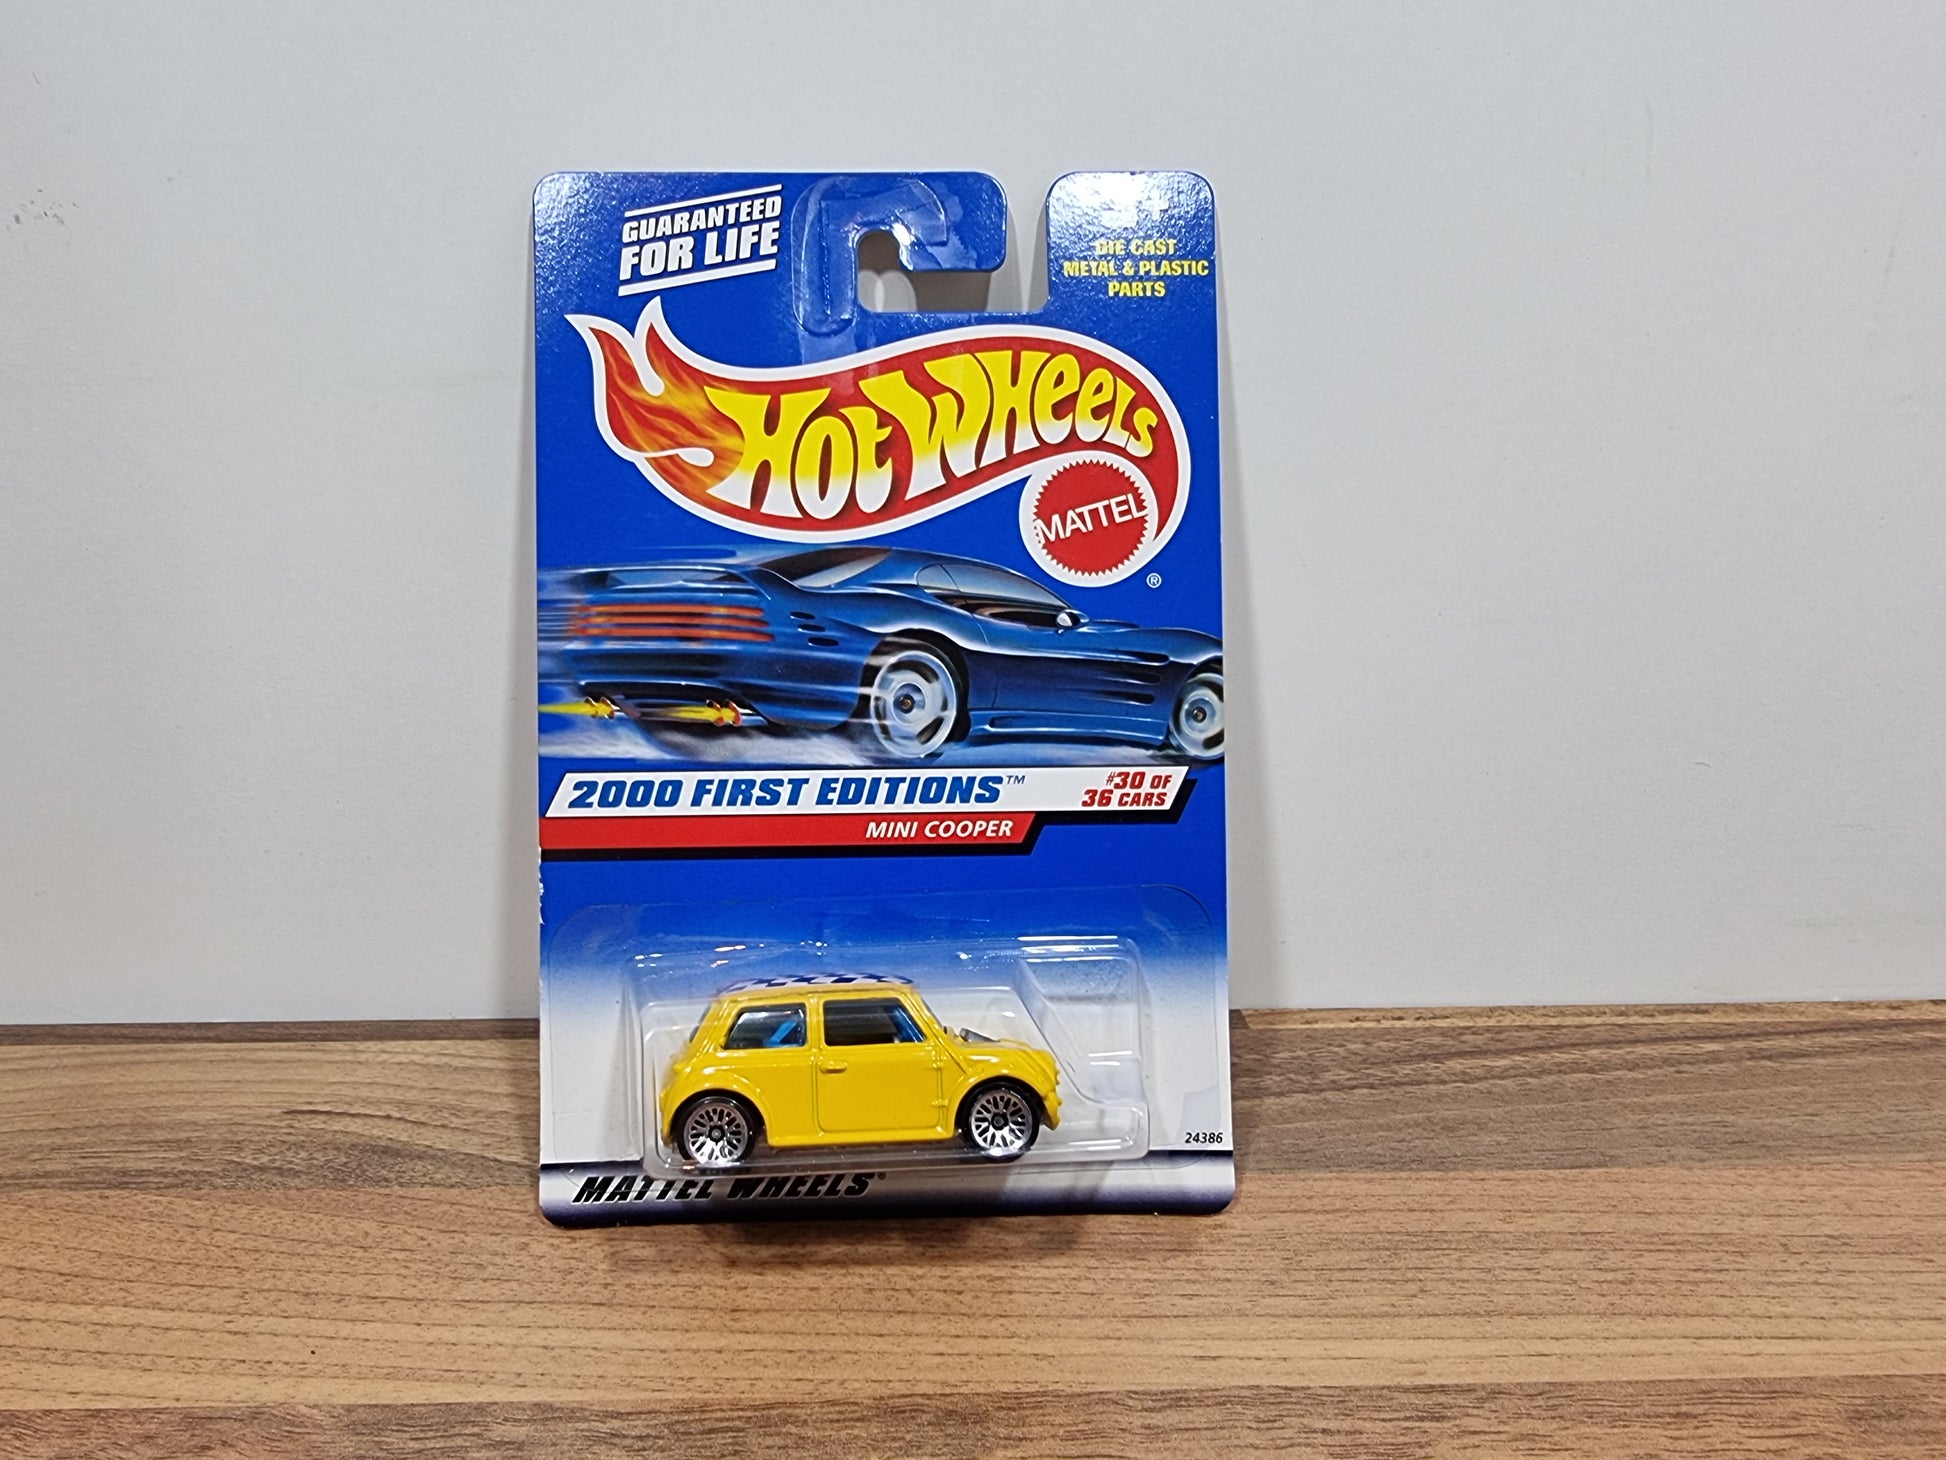 GUARANTEED
FOR LIFE
DIE CAST
METAL & PLASTIC
PARTS
HOT WHEELS
MATTEL
®
2000 FIRST EDITIONS™
#30 OF
36 CARS
MINI COOPER
24386
MATTEL WHEELS®